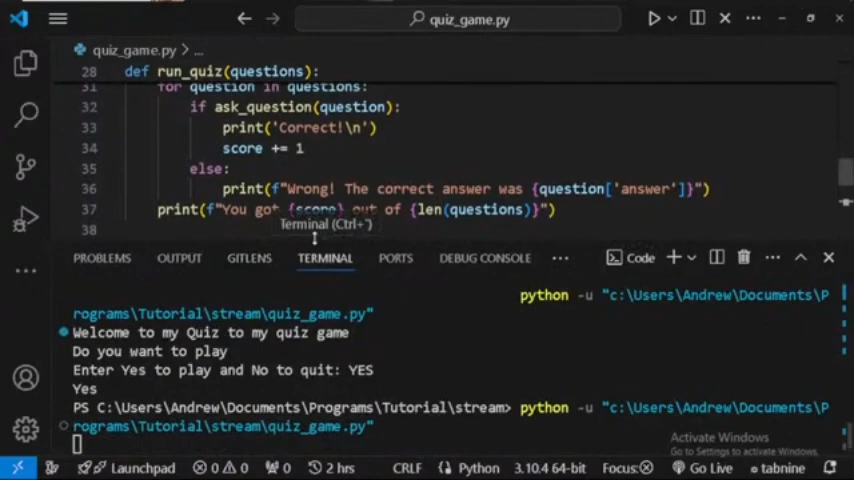 quiz_game.py
quiz_game.py > ...
28 def run_quiz(questions):
31 for question in questions:
32 if ask_question(question):
33 print('Correct!\n')
34 score += 1
35 else:
36 print(f"Wrong! The correct answer was {question['answer']}")
37 print(f"You got {score} out of {len(questions)}")
Terminal (Ctrl+`)
38
PROBLEMS OUTPUT GITLENS TERMINAL PORTS DEBUG CONSOLE ... Code
python -u "c:\Users\Andrew\Documents\P
rograms\Tutorial\stream\quiz_game.py"
Welcome to my Quiz to my quiz game
Do you want to play
Enter Yes to play and No to quit: YES
Yes
PS C:\Users\Andrew\Documents\Programs\Tutorial\stream> python -u "c:\Users\Andrew\Documents\P
rograms\Tutorial\stream\quiz_game.py"
Activate Windows
Go to Settings to activate Windows.
Launchpad 0 0 0 2 hrs CRLF Python 3.10.4 64-bit Focus: Go Live tabnine